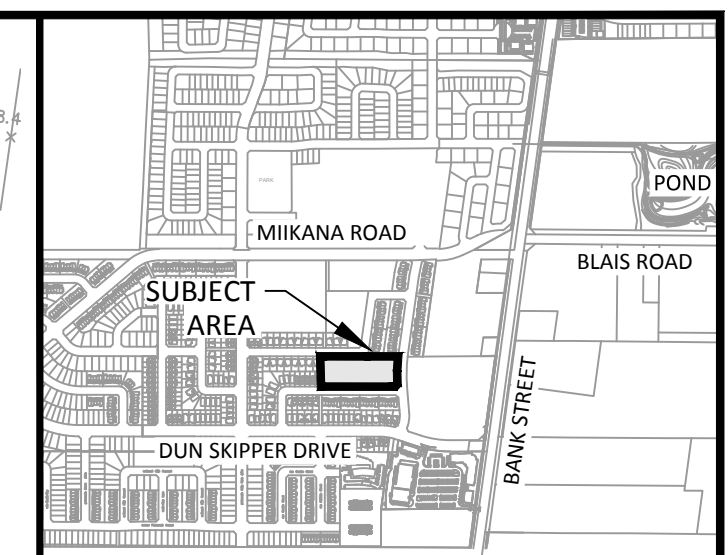 PARK
POND
MIIKANA ROAD
BLAIS ROAD
SUBJECT
AREA
BANK STREET
DUN SKIPPER DRIVE